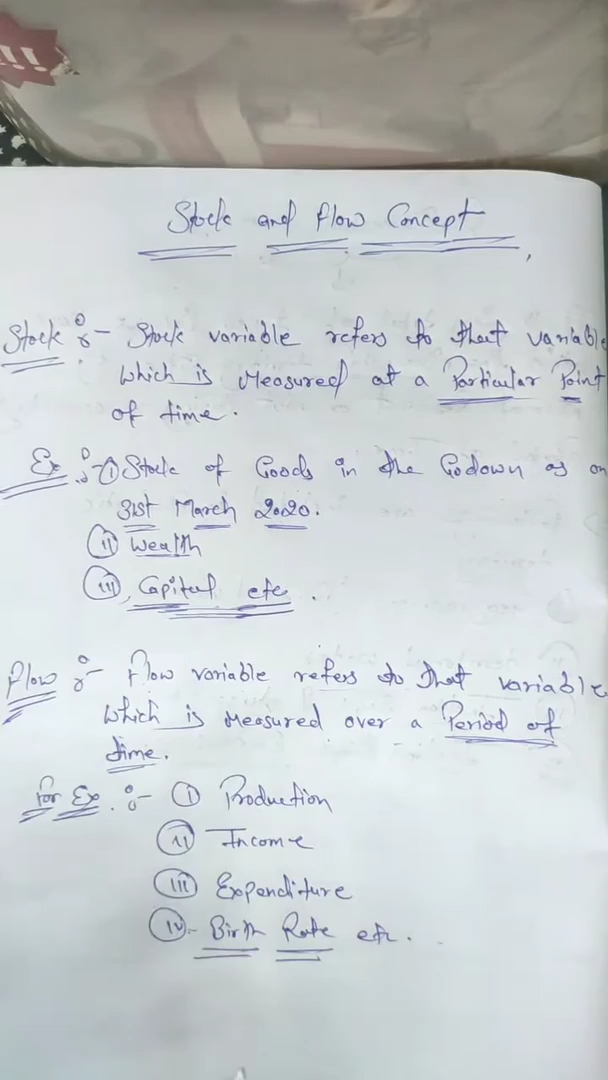 !!!
Stock and flow Concept
Stock :- Stock variable refers to that variable
which is measured at a Particular Point
of time.
Ex :- (i) Stock of Goods in the Godown as on
31st March 2020.
(ii) Wealth
(iii) Capital etc.
Flow :- Flow variable refers to that variable
which is measured over a Period of
time.
For Ex. :- (i) Production
(ii) Income
(iii) Expenditure
(iv) Birth Rate etc.